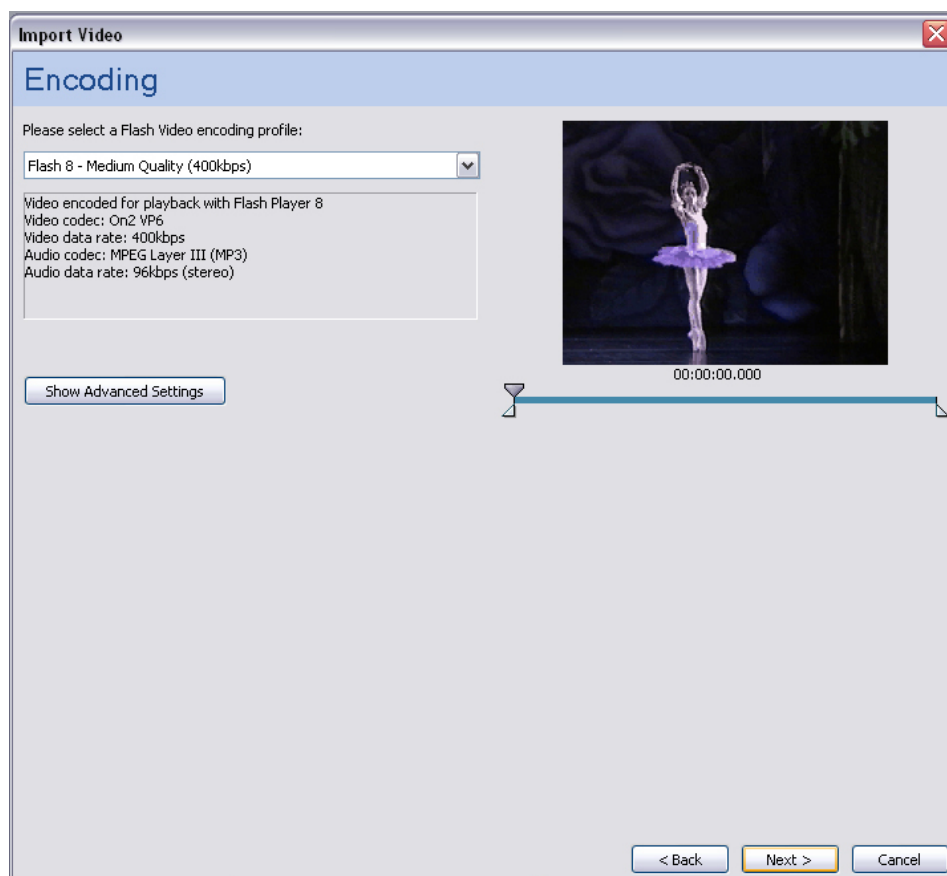 Import Video
Encoding
Please select a Flash Video encoding profile:
Flash 8 - Medium Quality (400kbps)
Video encoded for playback with Flash Player 8
Video codec: On2 VP6
Video data rate: 400kbps
Audio codec: MPEG Layer III (MP3)
Audio data rate: 96kbps (stereo)
00:00:00.000
Show Advanced Settings
< Back
Next >
Cancel